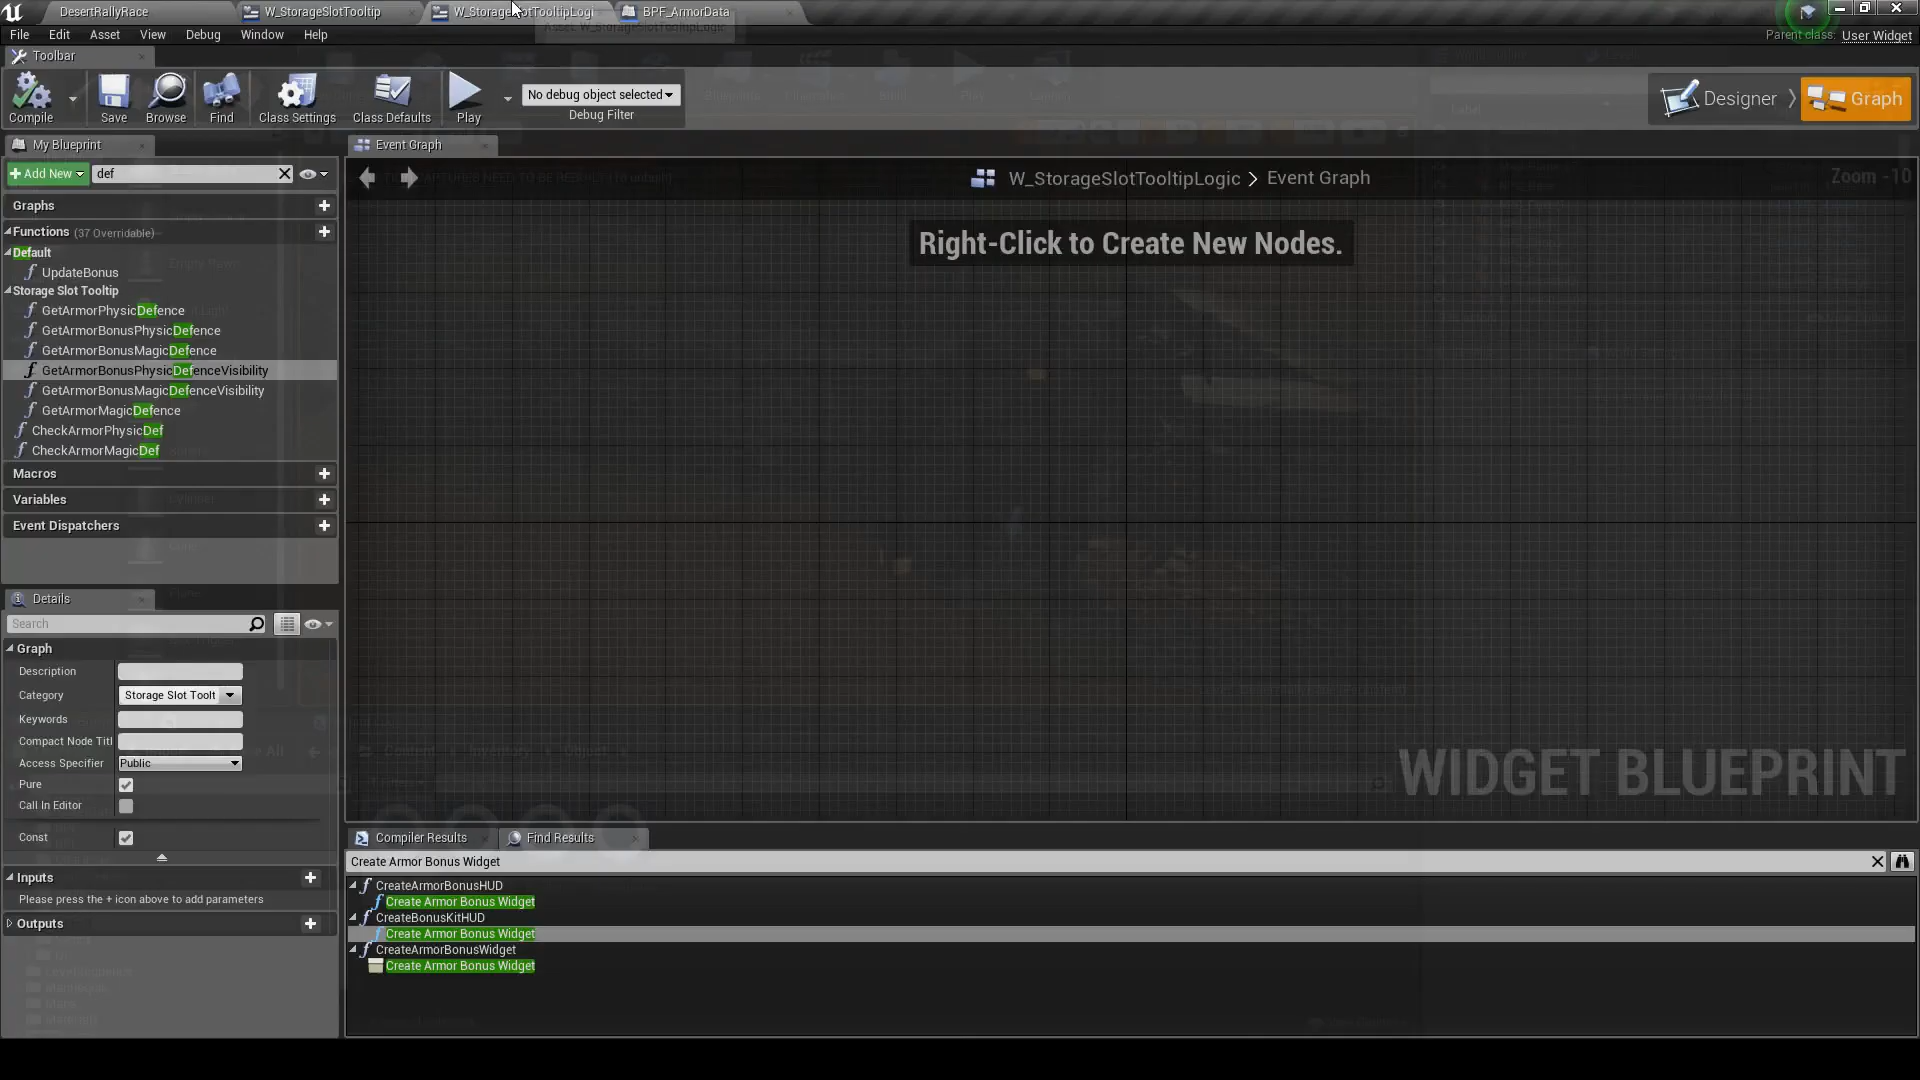 DesertRallyRace
W_StorageSlotTooltip
W_StorageSlotTooltipLogi
BPF_ArmorData
File
Edit
Asset
View
Debug
Window
Help
Asset: W_StorageSlotTooltipLogic
Parent class:
User Widget
Toolbar
Compile
Save
Browse
Find
Class Settings
Class Defaults
Play
No debug object selected
Debug Filter
Designer
Graph
My Blueprint
Event Graph
Add New
def
W_StorageSlotTooltipLogic
Event Graph
Zoom -10
Right-Click to Create New Nodes.
Graphs
Functions (37 Overridable)
Default
UpdateBonus
Storage Slot Tooltip
GetArmorPhysicDefence
GetArmorBonusPhysicDefence
GetArmorBonusMagicDefence
GetArmorBonusPhysicDefenceVisibility
GetArmorBonusMagicDefenceVisibility
GetArmorMagicDefence
CheckArmorPhysicDef
CheckArmorMagicDef
Macros
Variables
Event Dispatchers
Details
Search
Graph
Description
Category
Storage Slot Toolt
Keywords
Compact Node Titl
Access Specifier
Public
Pure
Call In Editor
Const
Inputs
Please press the + icon above to add parameters
Outputs
WIDGET BLUEPRINT
Compiler Results
Find Results
Create Armor Bonus Widget
CreateArmorBonusHUD
Create Armor Bonus Widget
CreateBonusKitHUD
Create Armor Bonus Widget
CreateArmorBonusWidget
Create Armor Bonus Widget